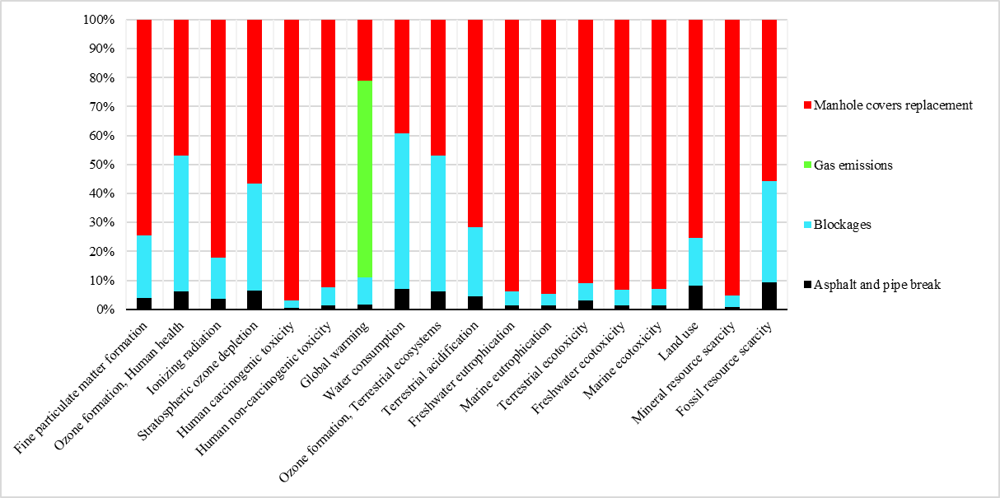 100%
90%
80%
70%
60%
50%
40%
30%
20%
10%
0%
Manhole covers replacement
Gas emissions
Blockages
Asphalt and pipe break
Fine particulate matter formation
Ozone formation, Human health
Ionizing radiation
Stratospheric ozone depletion
Human carcinogenic toxicity
Human non-carcinogenic toxicity
Global warming
Water consumption
Ozone formation, Terrestrial ecosystems
Terrestrial acidification
Freshwater eutrophication
Marine eutrophication
Terrestrial ecotoxicity
Freshwater ecotoxicity
Marine ecotoxicity
Land use
Mineral resource scarcity
Fossil resource scarcity